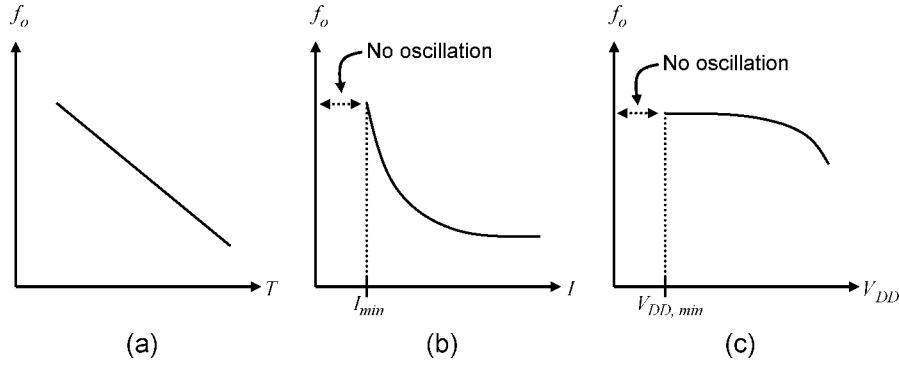 f_o
T
(a)
f_o
No oscillation
I_min
I
(b)
f_o
No oscillation
V_DD, min
V_DD
(c)